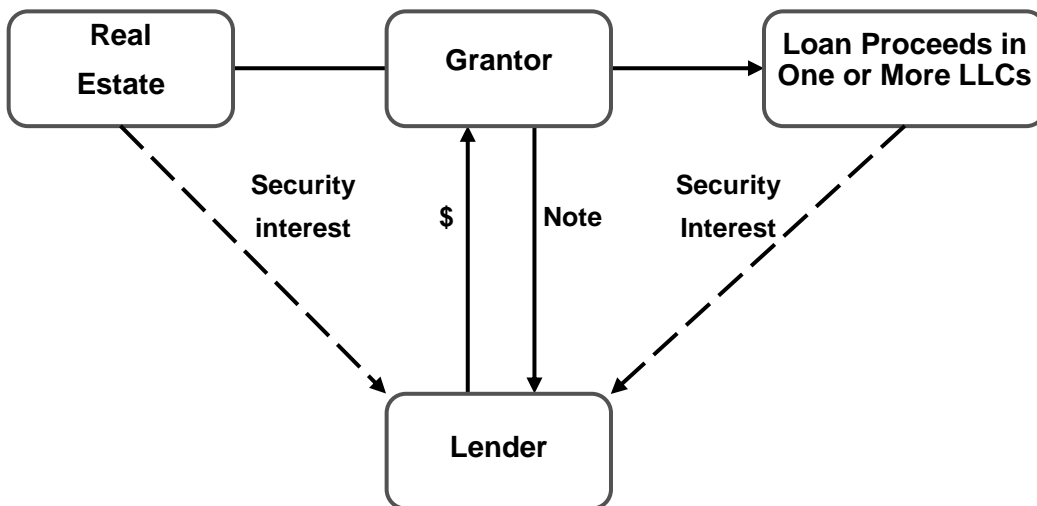 Real
Estate
Grantor
Loan Proceeds in
One or More LLCs
Security
interest
$
Note
Security
Interest
Lender